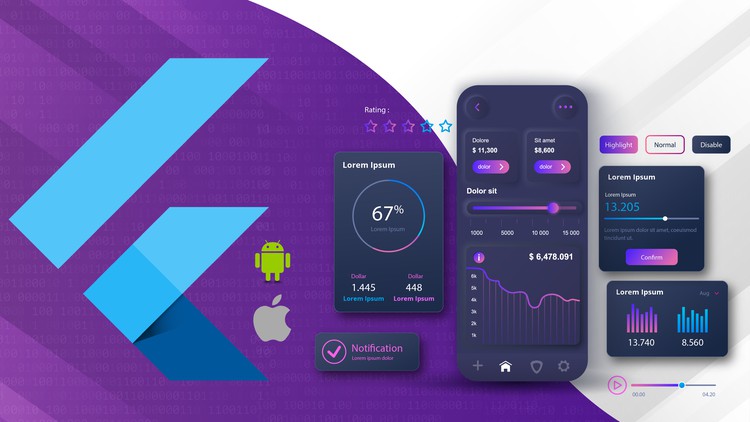 Rating :
Lorem Ipsum
67%
Lorem Ipsum
Dollar
1.445
Lorem Ipsum
Dollar
448
Lorem Ipsum
Notification
Lorem ipsum dolor
Dolore
$ 11,300
dolor
Sit amet
$8,600
dolor
Dolor sit
1000 5000 10 000 15 000
$ 6,478.091
6k
5k
4k
3k
2k
1k
Highlight
Normal
Disable
Lorem Ipsum
Lorem Ipsum
13.205
Lorem ipsum dolor sit amet, consectetur
tincididunt.
Confirm
Lorem Ipsum
Aug
13.740
8.560
00.00
04.20